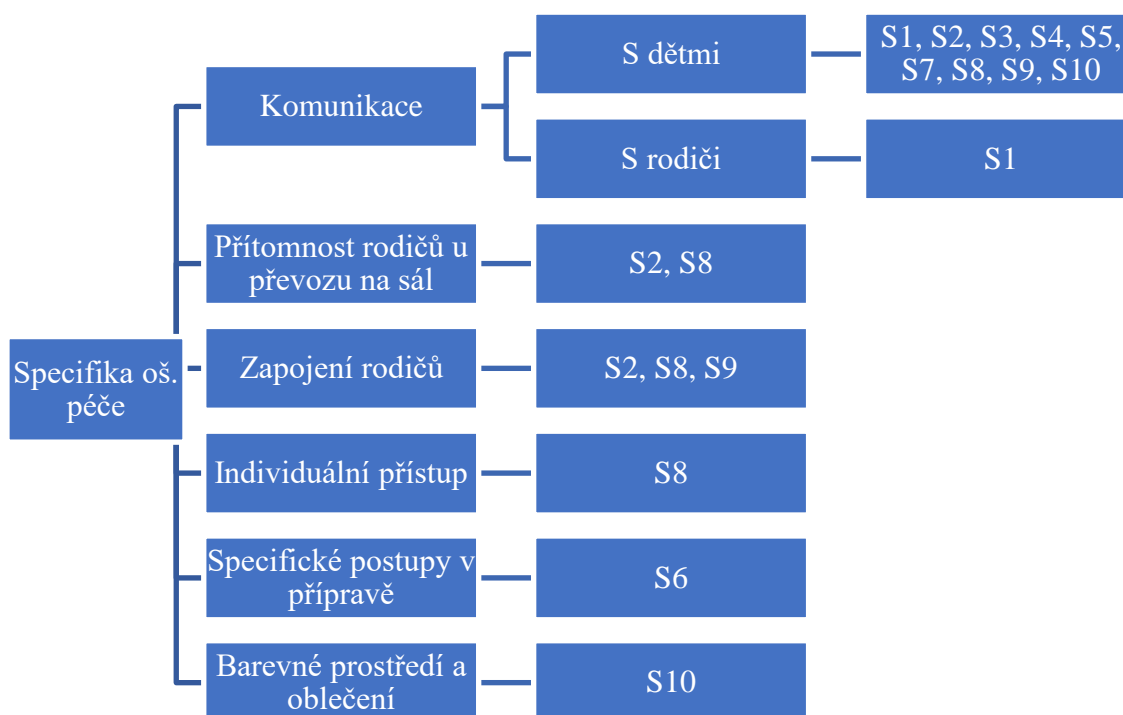 Specifika oš.
péče
Komunikace
S dětmi
S1, S2, S3, S4, S5,
S7, S8, S9, S10
S rodiči
S1
Přítomnost rodičů u
převozu na sál
S2, S8
Zapojení rodičů
S2, S8, S9
Individuální přístup
S8
Specifické postupy v
přípravě
S6
Barevné prostředí a
oblečení
S10